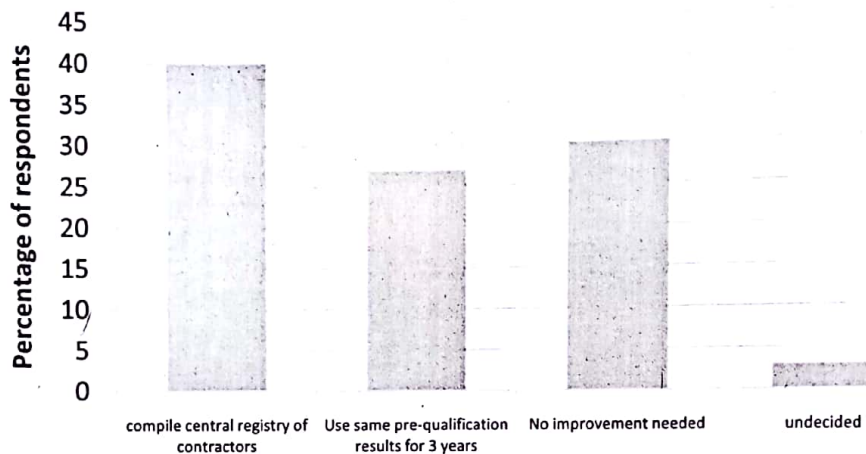 Percentage of respondents
45
40
35
30
25
20
15
10
5
0
compile central registry of
contractors
Use same pre-qualification
results for 3 years
No improvement needed
undecided